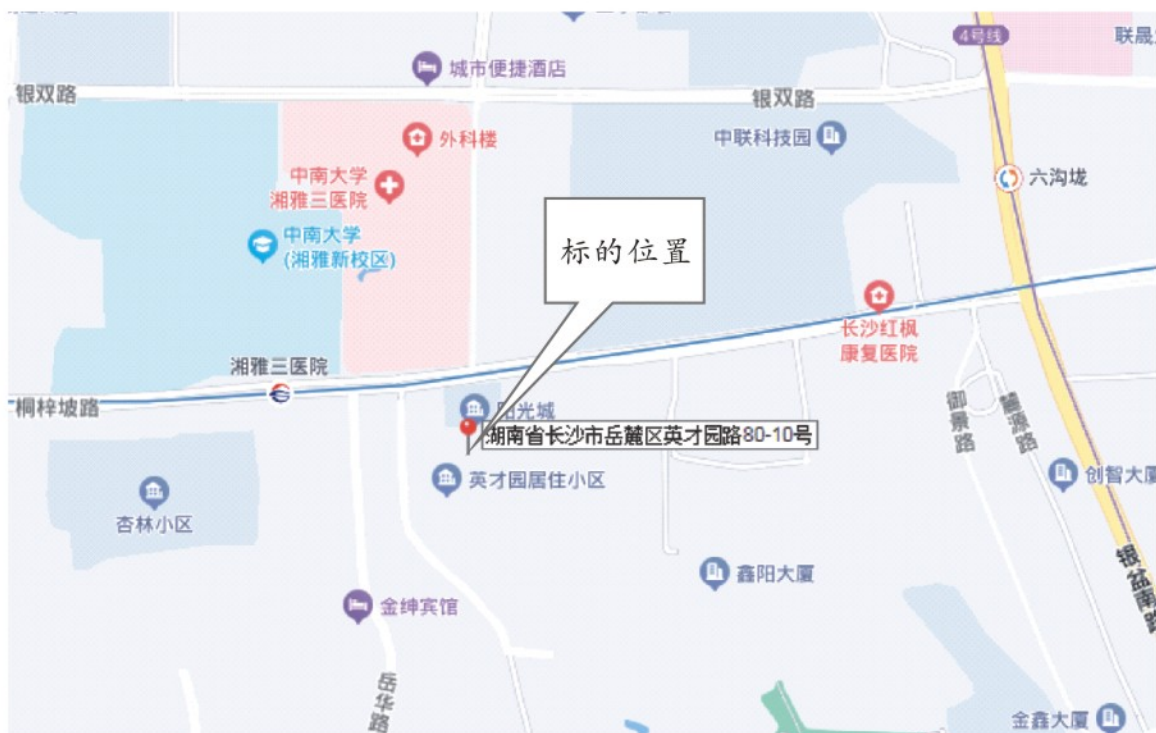 4号线
联晟
城市便捷酒店
银双路
银双路
外科楼
中联科技园
中南大学
湘雅三医院
六沟垅
中南大学
(湘雅新校区)
标的位置
长沙红枫
康复医院
湘雅三医院
桐梓坡路
阳光城
湖南省长沙市岳麓区英才园路80-10号
御景路
麓源路
英才园居住小区
创智大厦
杏林小区
鑫阳大厦
银盆南路
金绅宾馆
岳华路
金鑫大厦